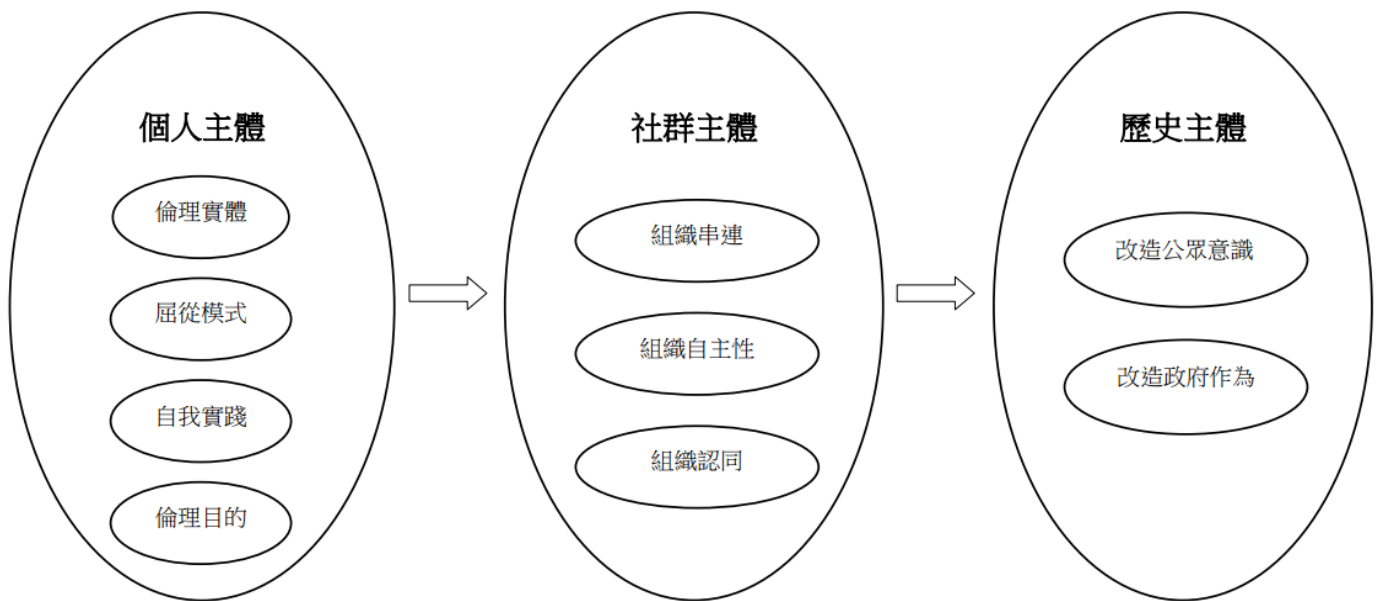 個人主體
倫理實體
屈從模式
自我實踐
倫理目的
社群主體
組織串連
組織自主性
組織認同
歷史主體
改造公眾意識
改造政府作為